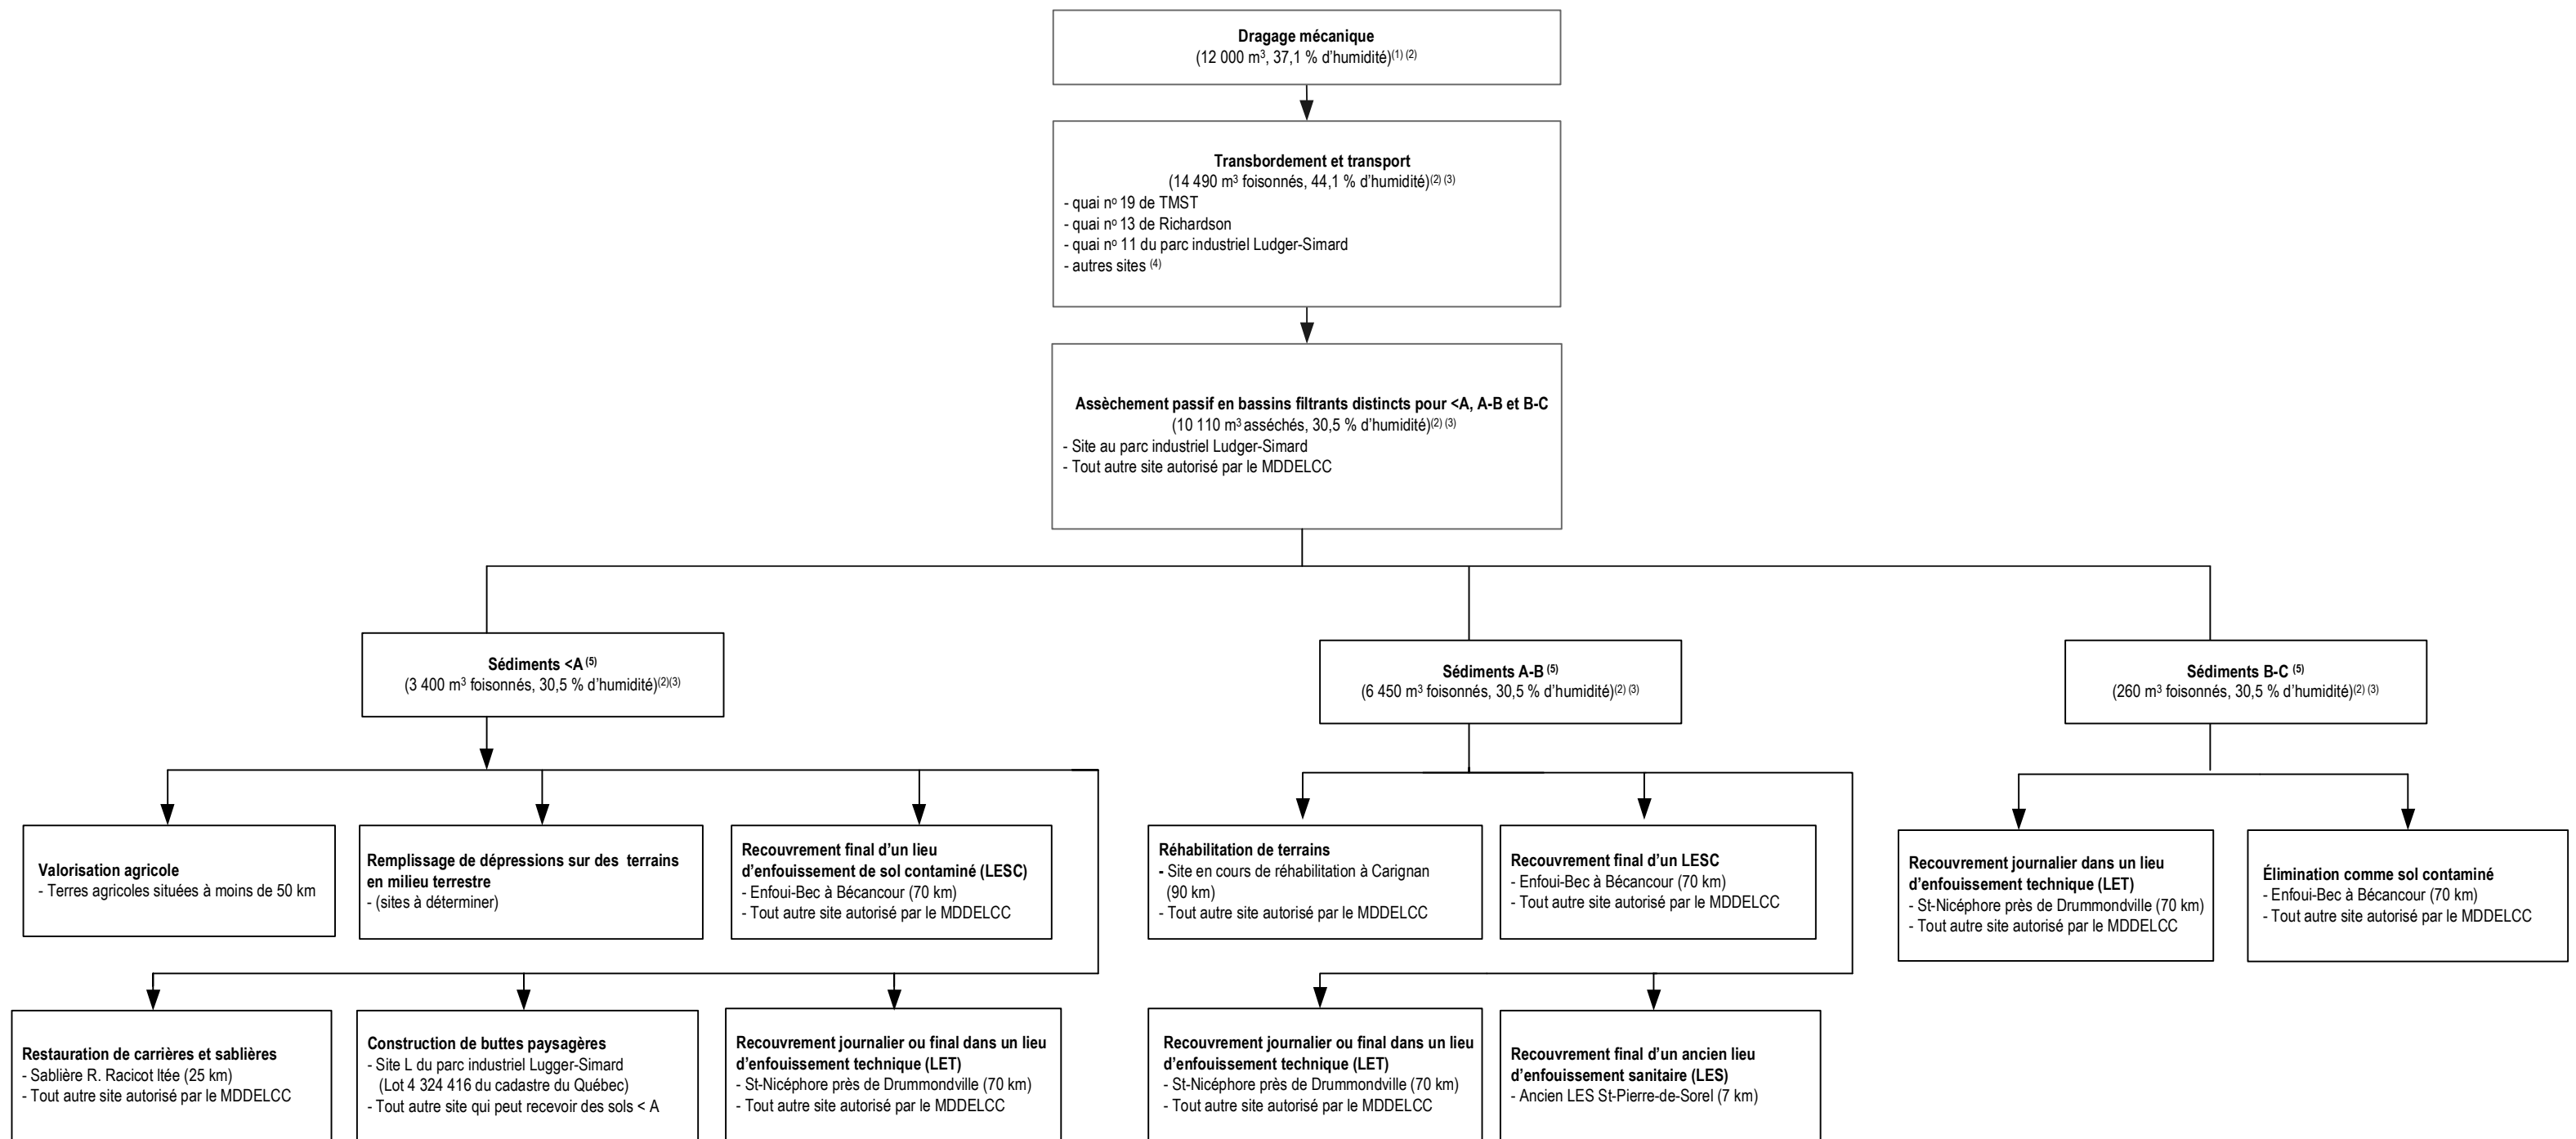 Dragage mécanique
(12 000 m³, 37,1 % d'humidité)(1) (2)
Transbordement et transport
(14 490 m³ foisonnés, 44,1 % d'humidité)(2) (3)
- quai nº 19 de TMST
- quai nº 13 de Richardson
- quai nº 11 du parc industriel Ludger-Simard
- autres sites (4)
Assèchement passif en bassins filtrants distincts pour <A, A-B et B-C
(10 110 m³ asséchés, 30,5 % d'humidité)(2) (3)
- Site au parc industriel Ludger-Simard
- Tout autre site autorisé par le MDDELCC
Sédiments <A (5)
(3 400 m³ foisonnés, 30,5 % d'humidité)(2)(3)
Sédiments A-B (5)
(6 450 m³ foisonnés, 30,5 % d'humidité)(2) (3)
Sédiments B-C (5)
(260 m³ foisonnés, 30,5 % d'humidité)(2) (3)
Valorisation agricole
- Terres agricoles situées à moins de 50 km
Remplissage de dépressions sur des terrains
en milieu terrestre
- (sites à déterminer)
Recouvrement final d'un lieu
d'enfouissement de sol contaminé (LESC)
- Enfoui-Bec à Bécancour (70 km)
- Tout autre site autorisé par le MDDELCC
Réhabilitation de terrains
- Site en cours de réhabilitation à Carignan
(90 km)
- Tout autre site autorisé par le MDDELCC
Recouvrement final d'un LESC
- Enfoui-Bec à Bécancour (70 km)
- Tout autre site autorisé par le MDDELCC
Recouvrement journalier dans un lieu
d'enfouissement technique (LET)
- St-Nicéphore près de Drummondville (70 km)
- Tout autre site autorisé par le MDDELCC
Élimination comme sol contaminé
- Enfoui-Bec à Bécancour (70 km)
- Tout autre site autorisé par le MDDELCC
Restauration de carrières et sablières
- Sablière R. Racicot ltée (25 km)
- Tout autre site autorisé par le MDDELCC
Construction de buttes paysagères
- Site L du parc industriel Lugger-Simard
(Lot 4 324 416 du cadastre du Québec)
- Tout autre site qui peut recevoir des sols < A
Recouvrement journalier ou final dans un lieu
d'enfouissement technique (LET)
- St-Nicéphore près de Drummondville (70 km)
- Tout autre site autorisé par le MDDELCC
Recouvrement journalier ou final dans un lieu
d'enfouissement technique (LET)
- St-Nicéphore près de Drummondville (70 km)
- Tout autre site autorisé par le MDDELCC
Recouvrement final d'un ancien lieu
d'enfouissement sanitaire (LES)
- Ancien LES St-Pierre-de-Sorel (7 km)